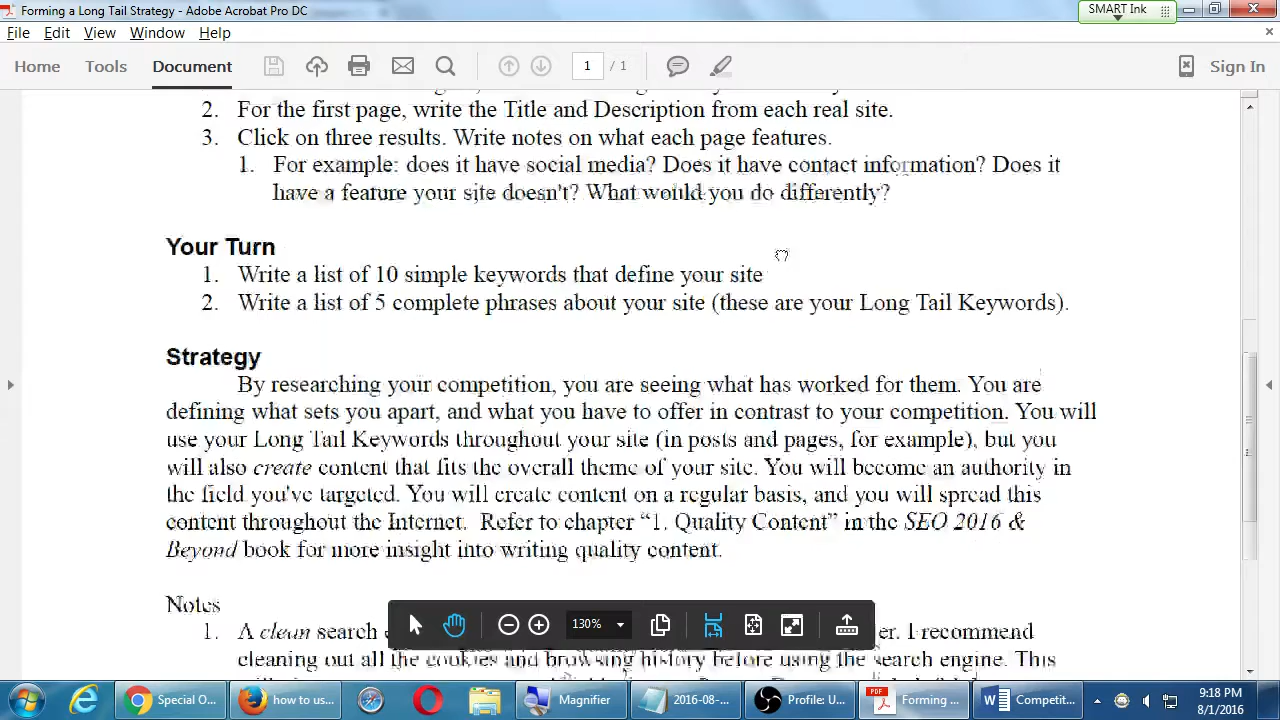 Forming a Long Tail Strategy - Adobe Acrobat Pro DC
SMART Ink
File Edit View Window Help
Home Tools Document 1 / 1 Sign In
2. For the first page, write the Title and Description from each real site.
3. Click on three results. Write notes on what each page features.
1. For example: does it have social media? Does it have contact information? Does it
have a feature your site doesn't? What would you do differently?
Your Turn
1. Write a list of 10 simple keywords that define your site
2. Write a list of 5 complete phrases about your site (these are your Long Tail Keywords).
Strategy
By researching your competition, you are seeing what has worked for them. You are
defining what sets you apart, and what you have to offer in contrast to your competition. You will
use your Long Tail Keywords throughout your site (in posts and pages, for example), but you
will also create content that fits the overall theme of your site. You will become an authority in
the field you've targeted. You will create content on a regular basis, and you will spread this
content throughout the Internet. Refer to chapter “1. Quality Content” in the SEO 2016 &
Beyond book for more insight into writing quality content.
Notes
1. A clean search er. I recommend
cleaning out all the cookies and browsing history before using the search engine. This
130%
Special O... how to us... Magnifier 2016-08-... Profile: U... Forming ... Competit...
9:18 PM
8/1/2016